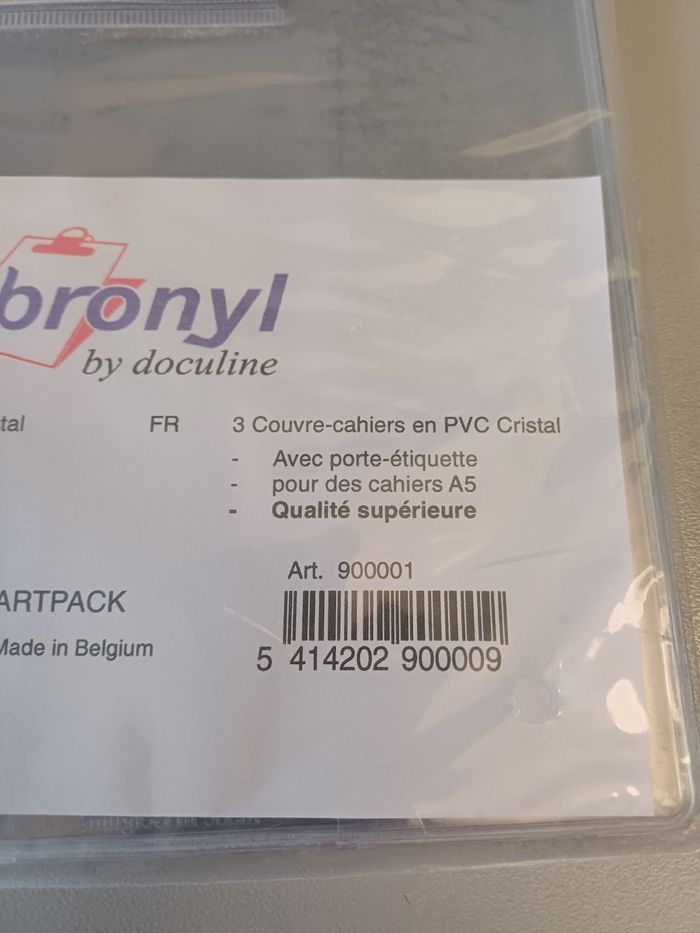 bronyl
by doculine
tal
FR 3 Couvre-cahiers en PVC Cristal
- Avec porte-étiquette
- pour des cahiers A5
- Qualité supérieure
Art. 900001
ARTPACK
Made in Belgium
5 414202 900009